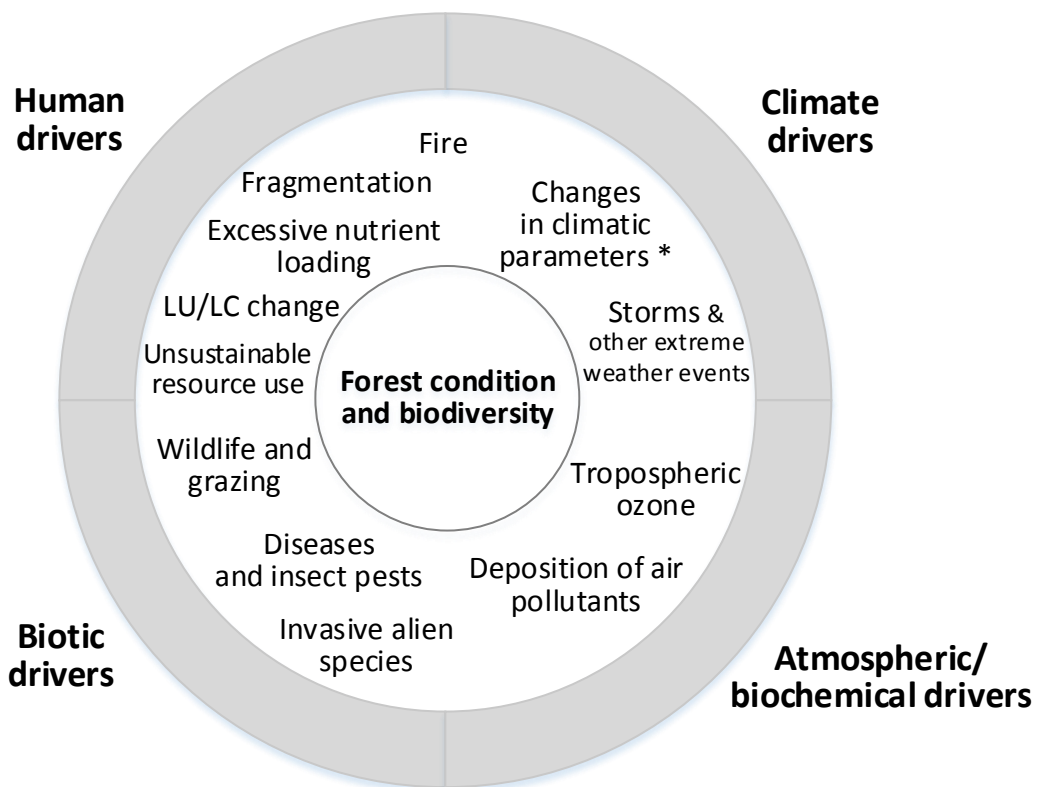 Human
drivers
Climate
drivers
Fire
Fragmentation
Changes
in climatic
parameters *
Excessive nutrient
loading
LU/LC change
Storms &
other extreme
weather events
Unsustainable
resource use
Forest condition
and biodiversity
Wildlife and
grazing
Tropospheric
ozone
Diseases
and insect pests
Deposition of air
pollutants
Invasive alien
species
Biotic
drivers
Atmospheric/
biochemical drivers